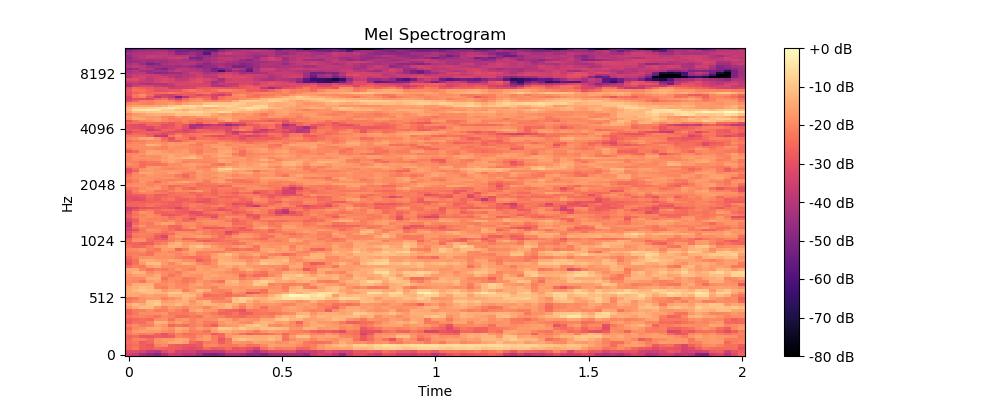 Mel Spectrogram
Hz
8192
4096
2048
1024
512
0
0 0.5 1 1.5 2
Time
+0 dB
-10 dB
-20 dB
-30 dB
-40 dB
-50 dB
-60 dB
-70 dB
-80 dB